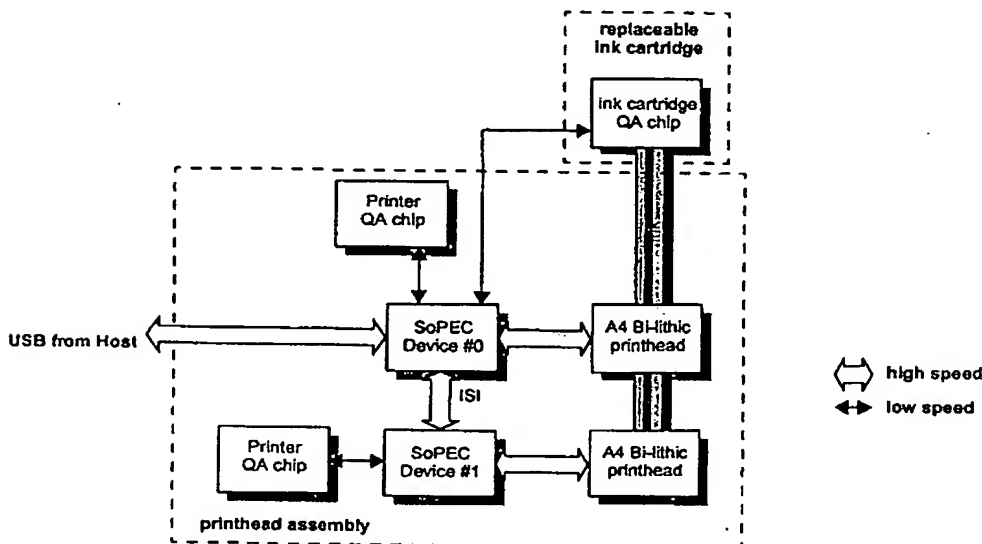 replaceable
ink cartridge
ink cartridge
QA chip
Printer
QA chip
USB from Host
SoPEC
Device #0
A4 Bi-lithic
printhead
high speed
low speed
ISI
Printer
QA chip
SoPEC
Device #1
A4 Bi-lithic
printhead
printhead assembly